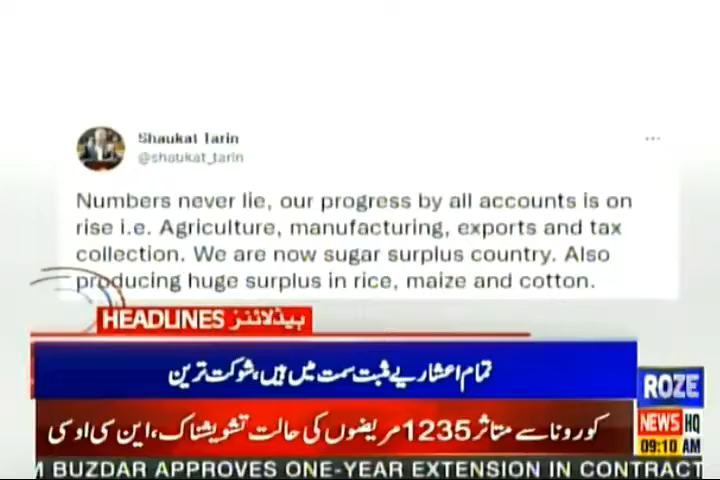 Shaukat Tarin
@shaukat_tarin
Numbers never lie, our progress by all accounts is on
rise i.e. Agriculture, manufacturing, exports and tax
collection. We are now sugar surplus country. Also
producing huge surplus in rice, maize and cotton.
HEADLINES ہیڈلائنز
تمام اعشاریے مثبت سمت میں ہیں، شوکت ترین
کورونا سے متاثر 1235 مریضوں کی حالت تشویشناک، این سی او سی
ROZE
NEWS HQ
09:10 AM
M BUZDAR APPROVES ONE-YEAR EXTENSION IN CONTRACT